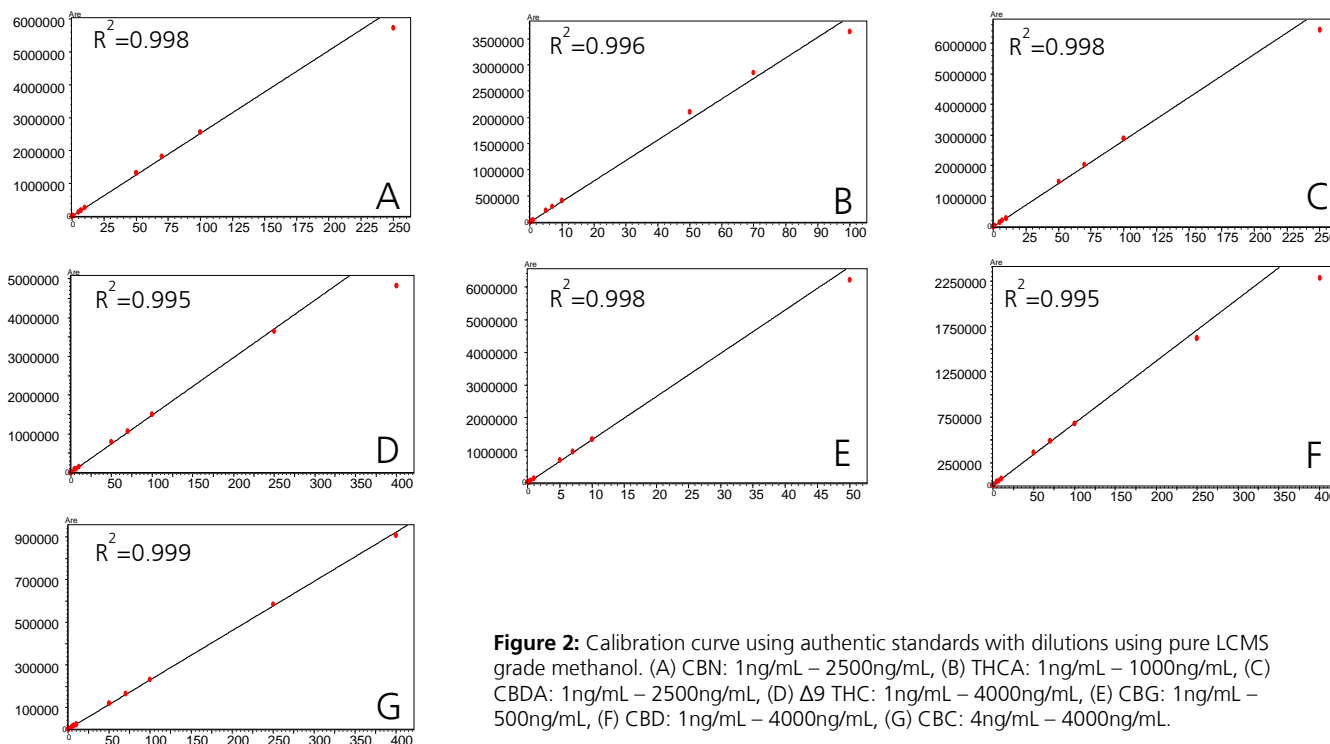 Are
6000000
5000000
4000000
3000000
2000000
1000000
0
R²=0.998
A
0 25 50 75 100 125 150 175 200 225 250
Are
3500000
3000000
2500000
2000000
1500000
1000000
500000
0
R²=0.996
B
0 10 20 30 40 50 60 70 80 90 100
Are
6000000
5000000
4000000
3000000
2000000
1000000
0
R²=0.998
C
0 25 50 75 100 125 150 175 200 225 250
Are
5000000
4000000
3000000
2000000
1000000
0
R²=0.995
D
0 50 100 150 200 250 300 350 400
Are
6000000
5000000
4000000
3000000
2000000
1000000
0
R²=0.998
E
0 5 10 15 20 25 30 35 40 45 50
Are
2250000
1750000
1250000
750000
250000
0
R²=0.995
F
0 50 100 150 200 250 300 350 400
Are
900000
700000
500000
300000
100000
0
R²=0.999
G
0 50 100 150 200 250 300 350 400
Figure 2: Calibration curve using authentic standards with dilutions using pure LCMS
grade methanol. (A) CBN: 1ng/mL – 2500ng/mL, (B) THCA: 1ng/mL – 1000ng/mL, (C)
CBDA: 1ng/mL – 2500ng/mL, (D) Δ9 THC: 1ng/mL – 4000ng/mL, (E) CBG: 1ng/mL –
500ng/mL, (F) CBD: 1ng/mL – 4000ng/mL, (G) CBC: 4ng/mL – 4000ng/mL.